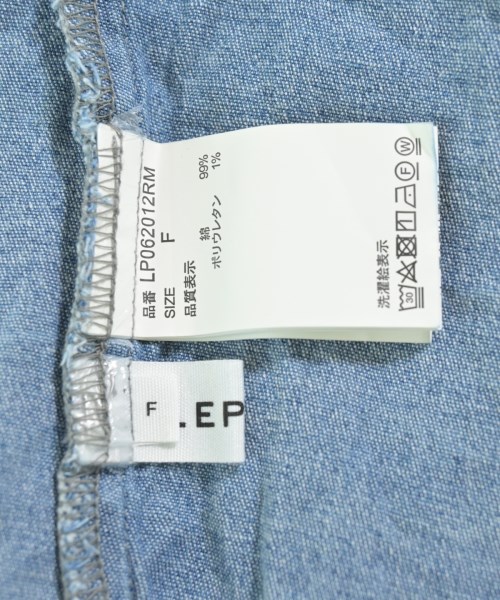 品番 LP062012RM
SIZE F
品質表示
綿 99%
ポリウレタン 1%
洗濯絵表示
30 F W
F
.EP